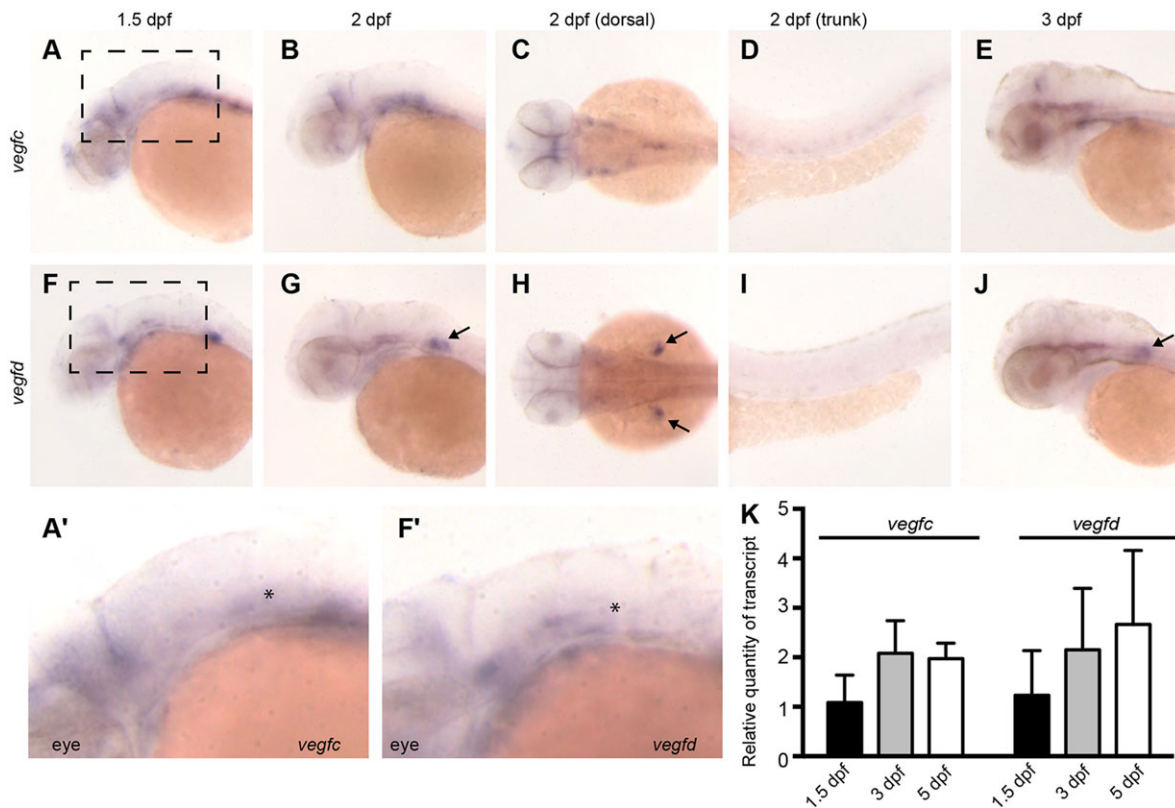 1.5 dpf 2 dpf 2 dpf (dorsal) 2 dpf (trunk) 3 dpf
A B C D E
vegfc
F G H I J
vegfd
A' F'
* *
eye vegfc eye vegfd
K
vegfc vegfd
Relative quantity of transcript
5
4
3
2
1
0
1.5 dpf 3 dpf 5 dpf 1.5 dpf 3 dpf 5 dpf